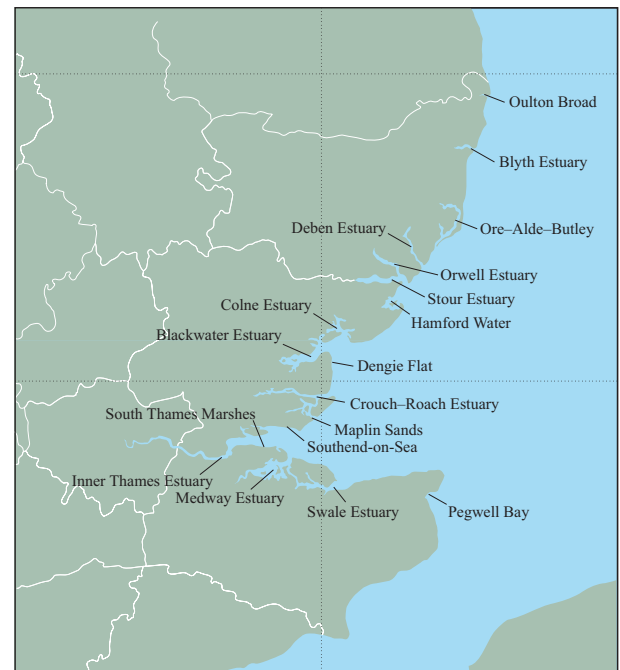 Oulton Broad
Blyth Estuary
Deben Estuary
Ore–Alde–Butley
Orwell Estuary
Stour Estuary
Colne Estuary
Hamford Water
Blackwater Estuary
Dengie Flat
Crouch–Roach Estuary
South Thames Marshes
Maplin Sands
Southend-on-Sea
Inner Thames Estuary
Medway Estuary
Swale Estuary
Pegwell Bay